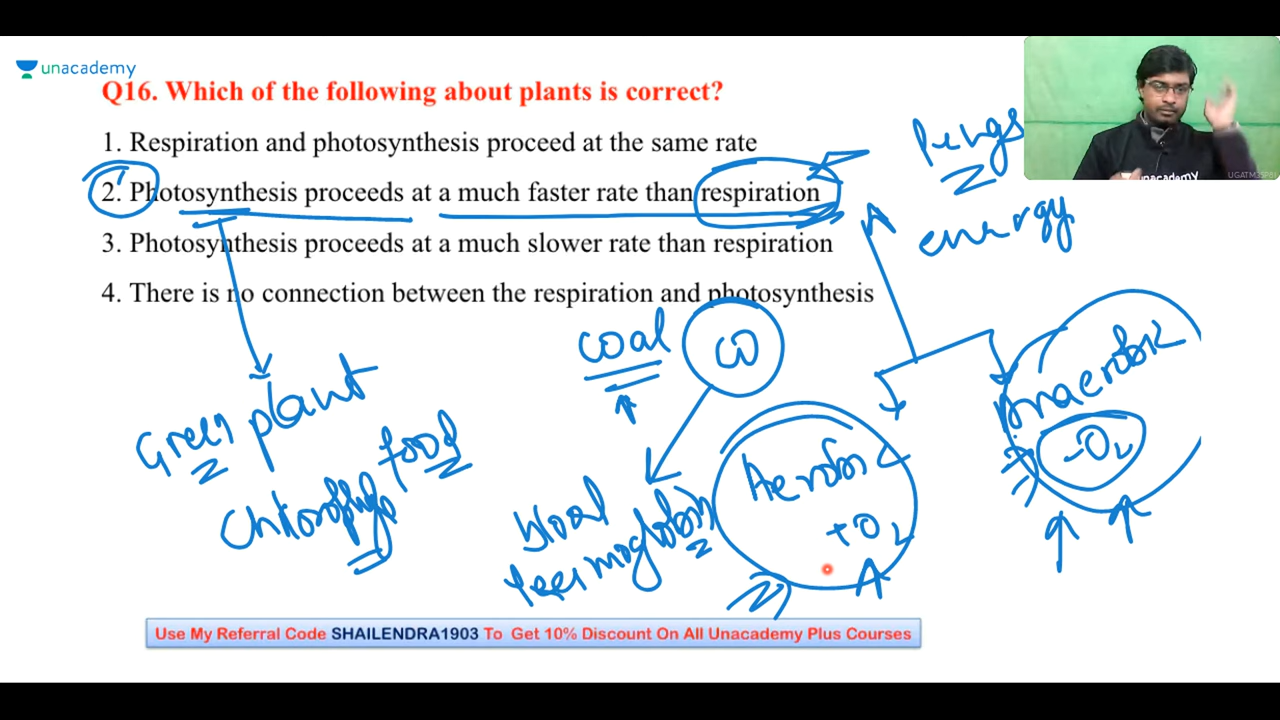 unacademy
Q16. Which of the following about plants is correct?
1. Respiration and photosynthesis proceed at the same rate
2. Photosynthesis proceeds at a much faster rate than respiration
3. Photosynthesis proceeds at a much slower rate than respiration
4. There is no connection between the respiration and photosynthesis
Lungs
energy
coal
CO
Green plant
food
Aerobic
+O₂
Anaerobic
-O₂
unacademy
Use My Referral Code SHAILENDRA1903 To Get 10% Discount On All Unacademy Plus Courses